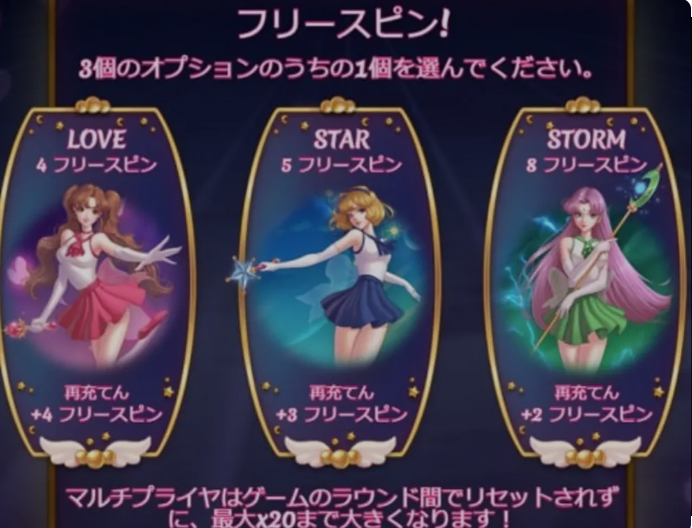 フリースピン!
3個のオプションのうちの1個を選んでください。
LOVE
4 フリースピン
STAR
5 フリースピン
STORM
8 フリースピン
再充てん
+4 フリースピン
再充てん
+3 フリースピン
再充てん
+2 フリースピン
マルチプライヤはゲームのラウンド間でリセットされず
に、最大x20まで大きくなります!